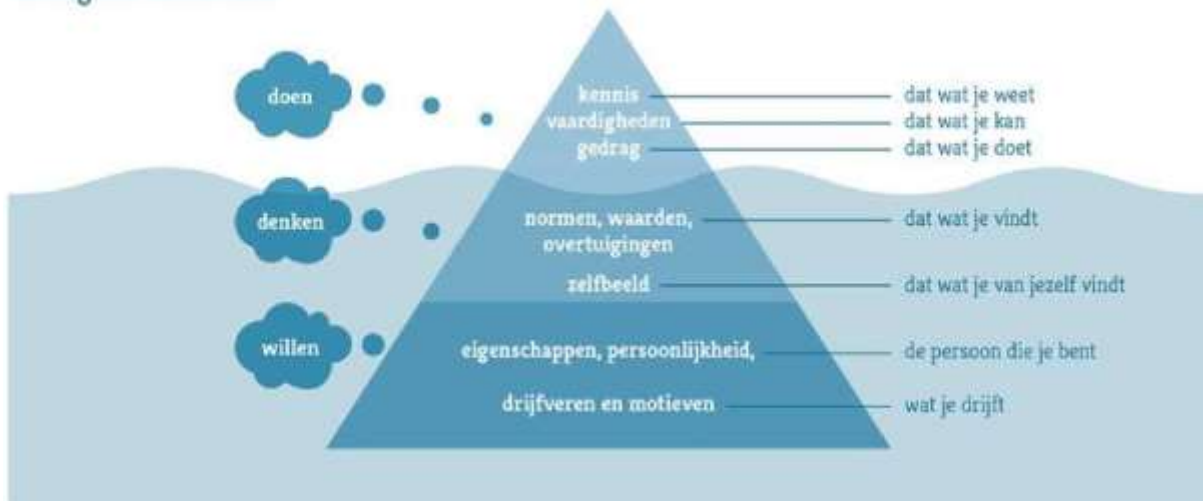 doen
kennis
dat wat je weet
vaardigheden
dat wat je kan
gedrag
dat wat je doet
denken
normen, waarden,
overtuigingen
dat wat je vindt
zelfbeeld
dat wat je van jezelf vindt
willen
eigenschappen, persoonlijkheid,
de persoon die je bent
drijfveren en motieven
wat je drijft